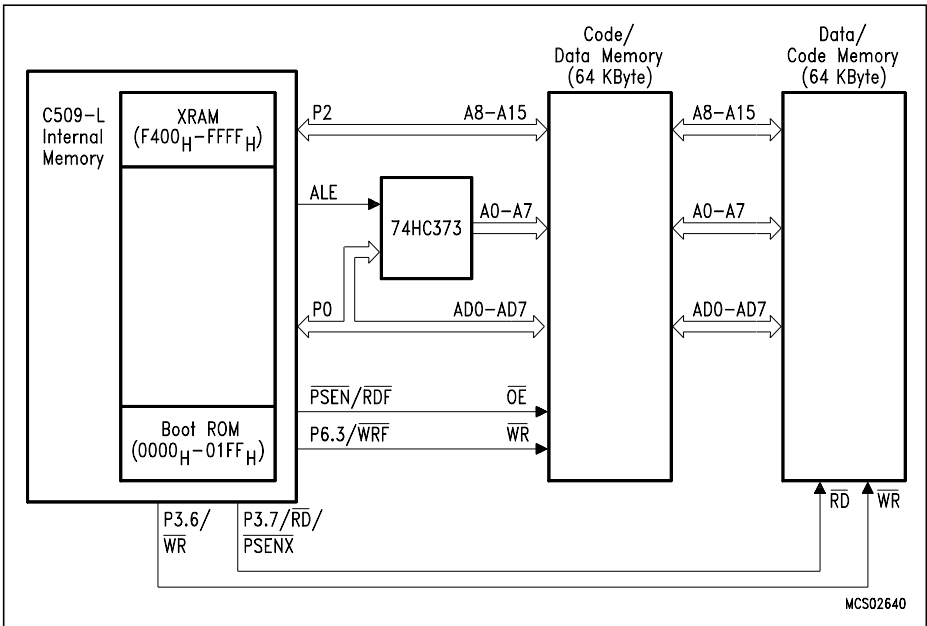 Code/
Data Memory
(64 KByte)
Data/
Code Memory
(64 KByte)
C509-L
Internal
Memory
XRAM
(F400H-FFFFH)
P2
A8-A15
A8-A15
ALE
74HC373
A0-A7
A0-A7
P0
AD0-AD7
AD0-AD7
PSEN/RDF
OE
P6.3/WRF
WR
Boot ROM
(0000H-01FFH)
P3.6/
WR
P3.7/RD/
PSENX
RD
WR
MCS02640